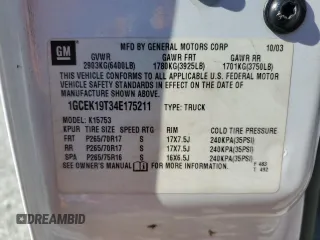 GM
MFD BY GENERAL MOTORS CORP 10/03
GVWR GAWR FRT GAWR RR
2903KG(6400LB) 1780KG(3925LB) 1701KG(3750LB)
THIS VEHICLE CONFORMS TO ALL APPLICABLE U.S. FEDERAL MOTOR
VEHICLE SAFETY STANDARDS IN EFFECT ON THE DATE OF
MANUFACTURE SHOWN ABOVE.
1GCEK19T34E175211 TYPE: TRUCK
MODEL: K15753
TIRE SIZE SPEED RTG RIM COLD TIRE PRESSURE
FRT P265/70R17 S 17X7.5J 240KPA(35PSI)
RR P265/70R17 S 17X7.5J 240KPA(35PSI)
SPA P265/75R16 S 16X6.5J 240KPA(35PSI)
SEE OWNER'S MANUAL FOR MORE INFORMATION.
DREAMBID